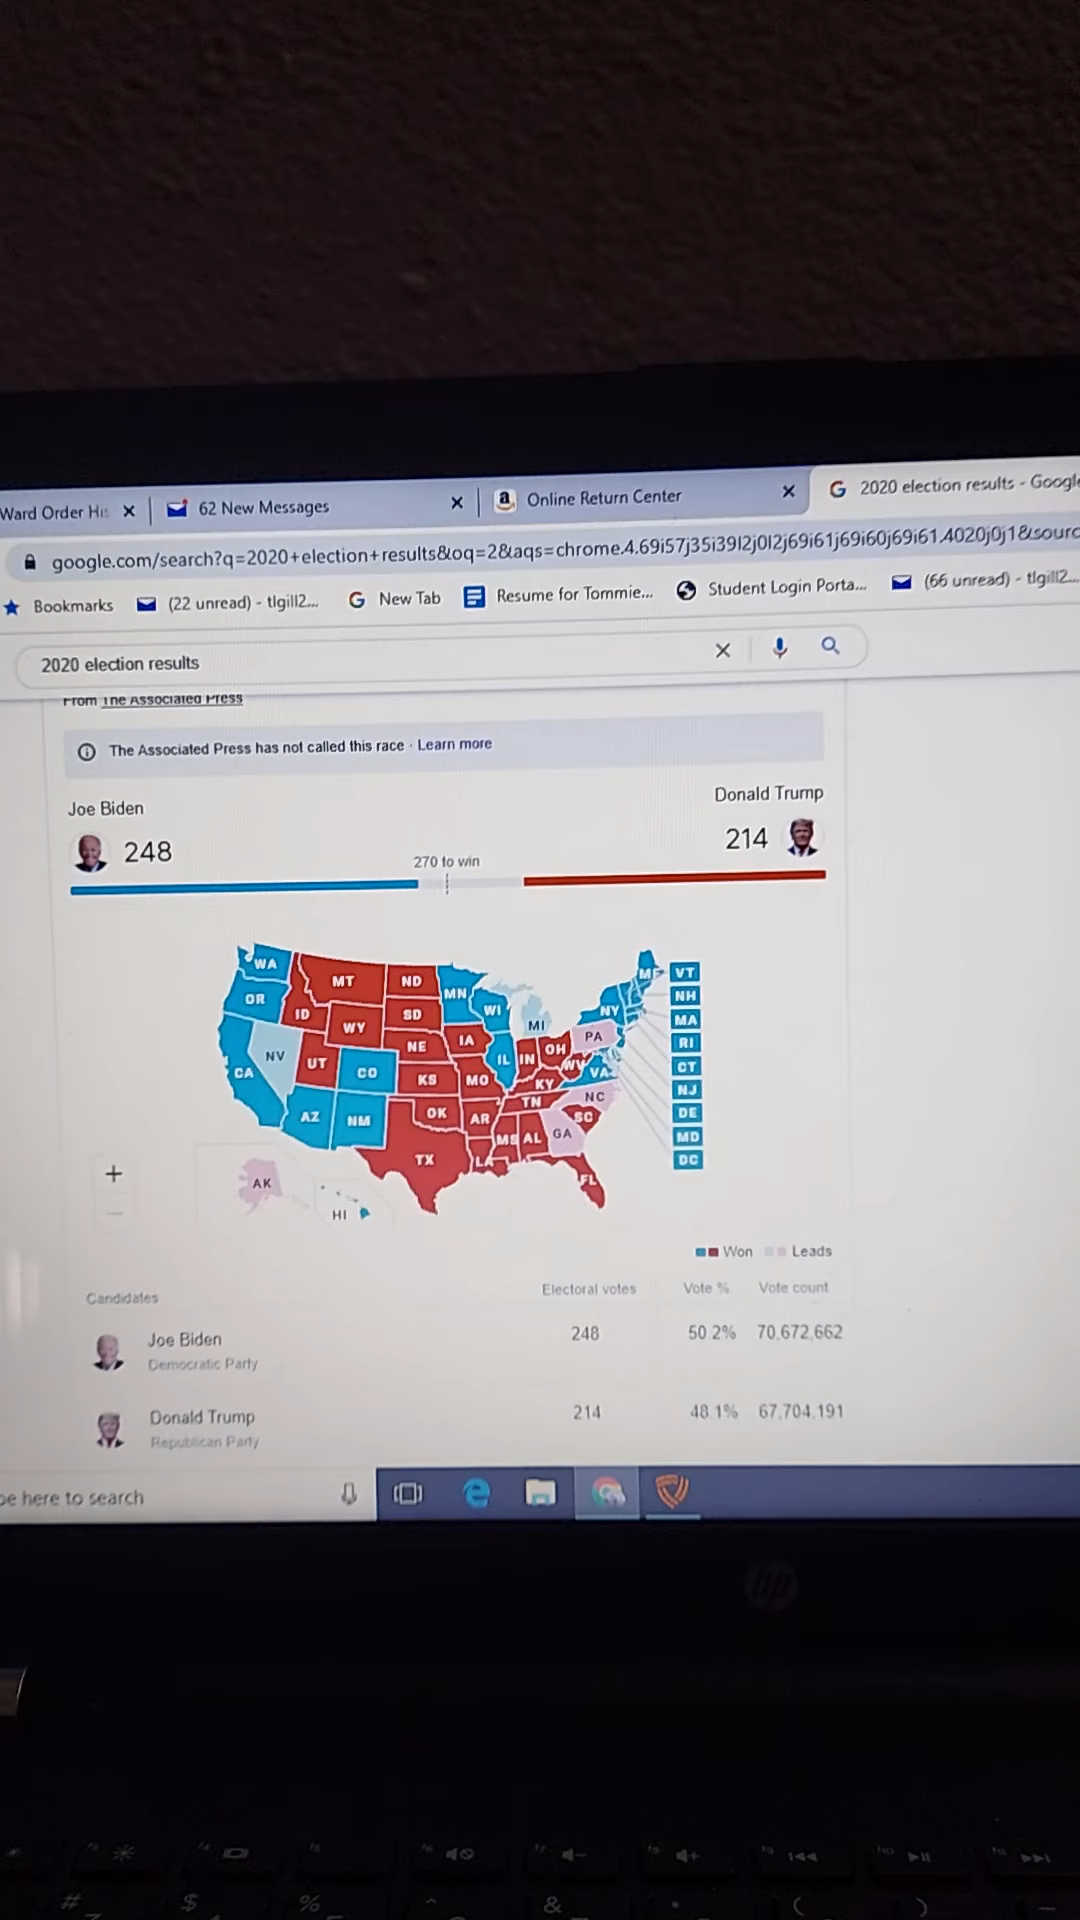 Ward Order His
62 New Messages
Online Return Center
2020 election results - Google
google.com/search?q=2020+election+results&oq=2&aqs=chrome.4.69i57j35i39l2j0l2j69i61j69i60j69i61.4020j0j1&sourc
Bookmarks
(22 unread) - tlgill2...
New Tab
Resume for Tommie...
Student Login Porta...
(66 unread) - tlgill2...
2020 election results
From The Associated Press
The Associated Press has not called this race · Learn more
Joe Biden
Donald Trump
248
214
270 to win
WA
MT
ND
MN
ME
VT
OR
ID
SD
WI
NY
NH
WY
MI
MA
NV
UT
NE
IA
PA
RI
CA
CO
KS
MO
IL
IN
OH
WV
VA
CT
KY
NJ
AZ
NM
OK
AR
TN
NC
DE
TX
LA
MS
AL
GA
SC
MD
DC
FL
AK
HI
+
Won
Leads
Candidates
Electoral votes
Vote %
Vote count
Joe Biden
248
50.2%
70,672,662
Democratic Party
Donald Trump
214
48.1%
67,704,191
Republican Party
pe here to search
hp
# $ % ^ & * ( )